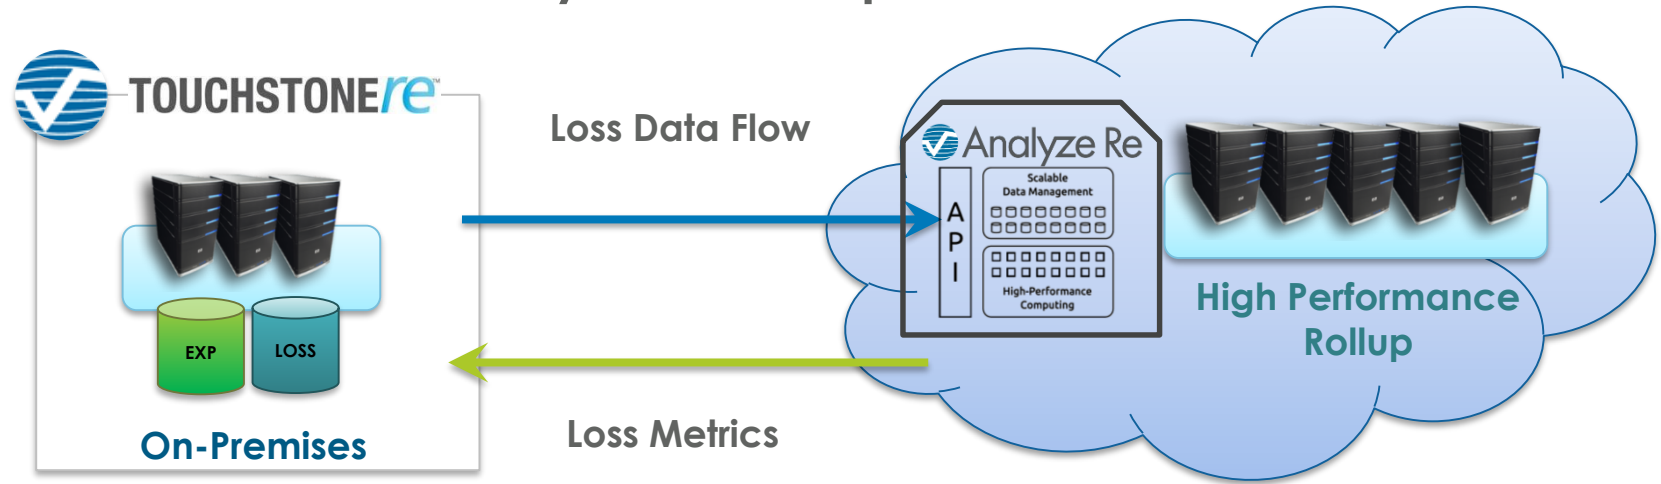 TOUCHSTONEre™
EXP
LOSS
On-Premises
Loss Data Flow
Loss Metrics
Analyze Re
A
P
I
Scalable
Data Management
High-Performance
Computing
High Performance
Rollup